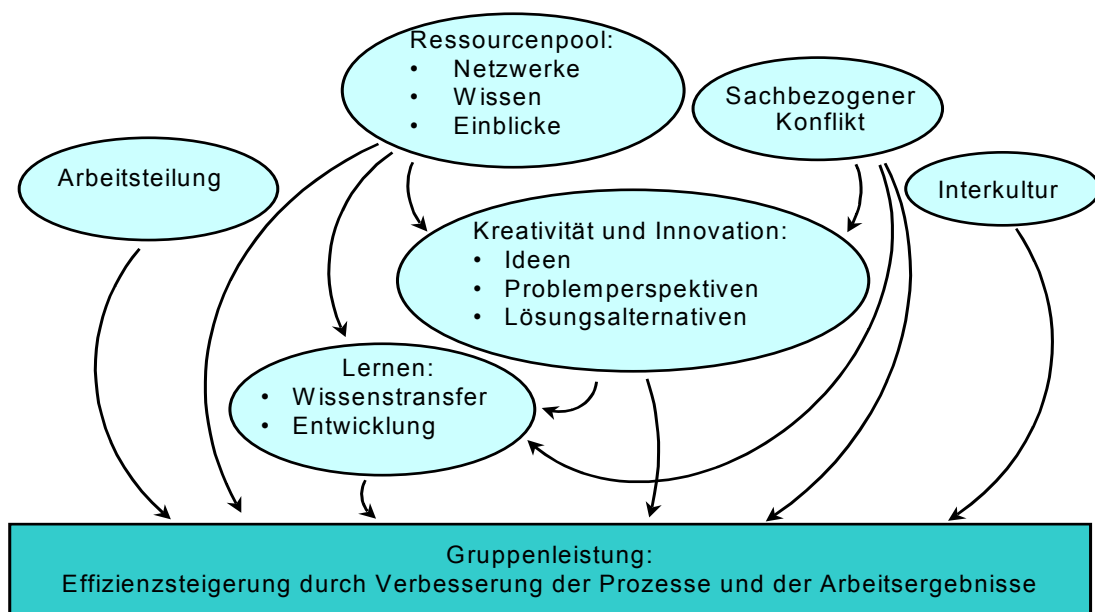 Ressourcenpool:
• Netzwerke
• Wissen
• Einblicke
Sachbezogener
Konflikt
Arbeitsteilung
Interkultur
Kreativität und Innovation:
• Ideen
• Problemperspektiven
• Lösungsalternativen
Lernen:
• Wissenstransfer
• Entwicklung
Gruppenleistung:
Effizienzsteigerung durch Verbesserung der Prozesse und der Arbeitsergebnisse